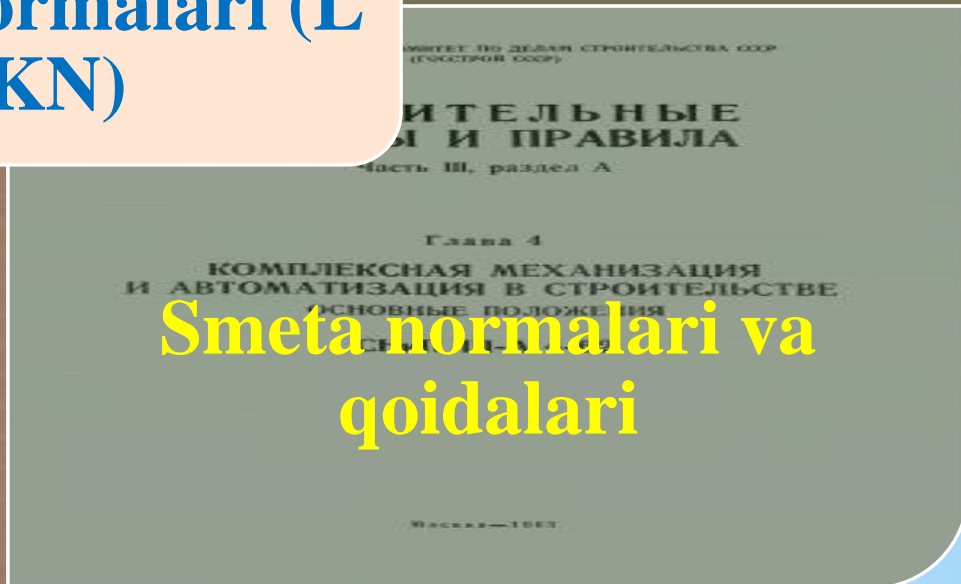 ormalari (L
KN)
КОМИТЕТ ПО ДЕЛАМ СТРОИТЕЛЬСТВА СССР
(ГОССТРОЙ СССР)
ИТЕЛЬНЫЕ
Ы И ПРАВИЛА
Часть III, раздел А
Глава 4
КОМПЛЕКСНАЯ МЕХАНИЗАЦИЯ
И АВТОМАТИЗАЦИЯ В СТРОИТЕЛЬСТВЕ
ОСНОВНЫЕ ПОЛОЖЕНИЯ
Smeta normalari va
qoidalari